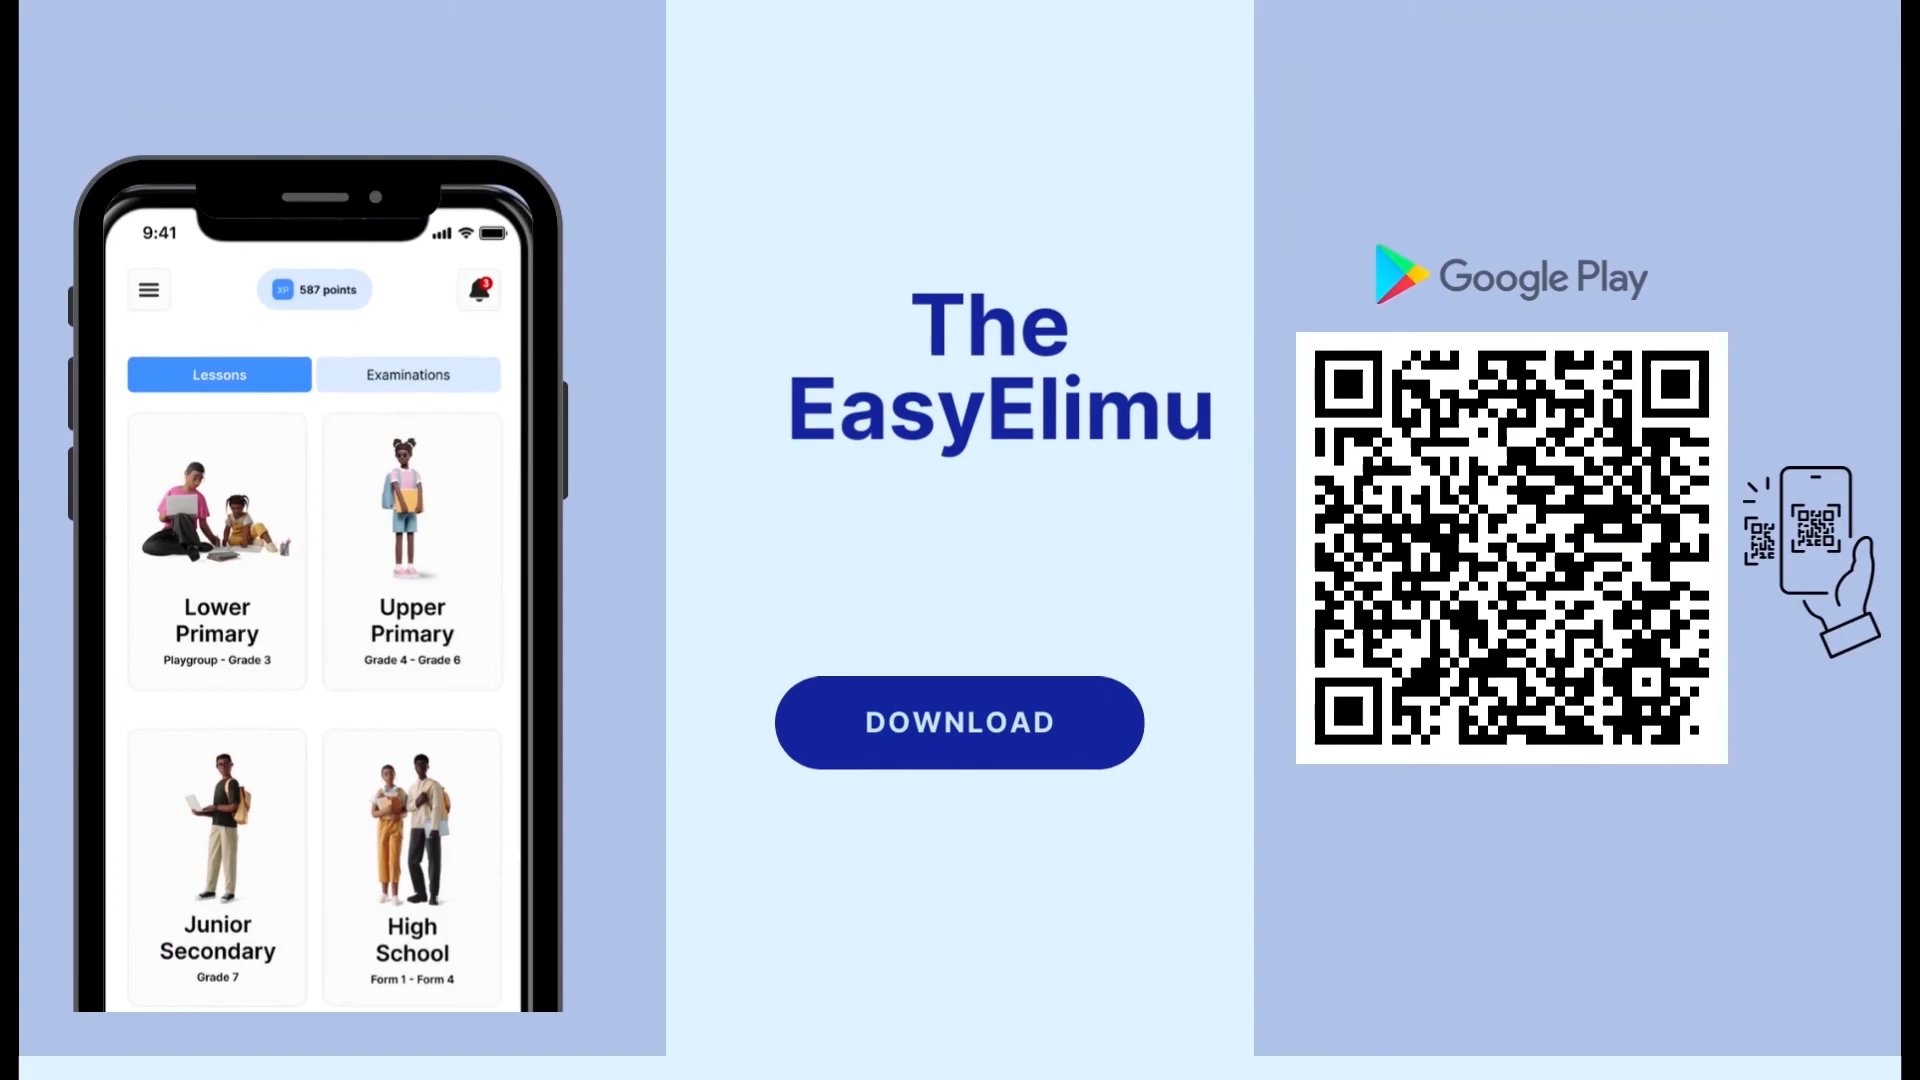 9:41
XP 587 points
3
Lessons Examinations
Lower
Primary
Playgroup - Grade 3
Upper
Primary
Grade 4 - Grade 6
Junior
Secondary
Grade 7
High
School
Form 1 - Form 4
The
EasyElimu
DOWNLOAD
Google Play